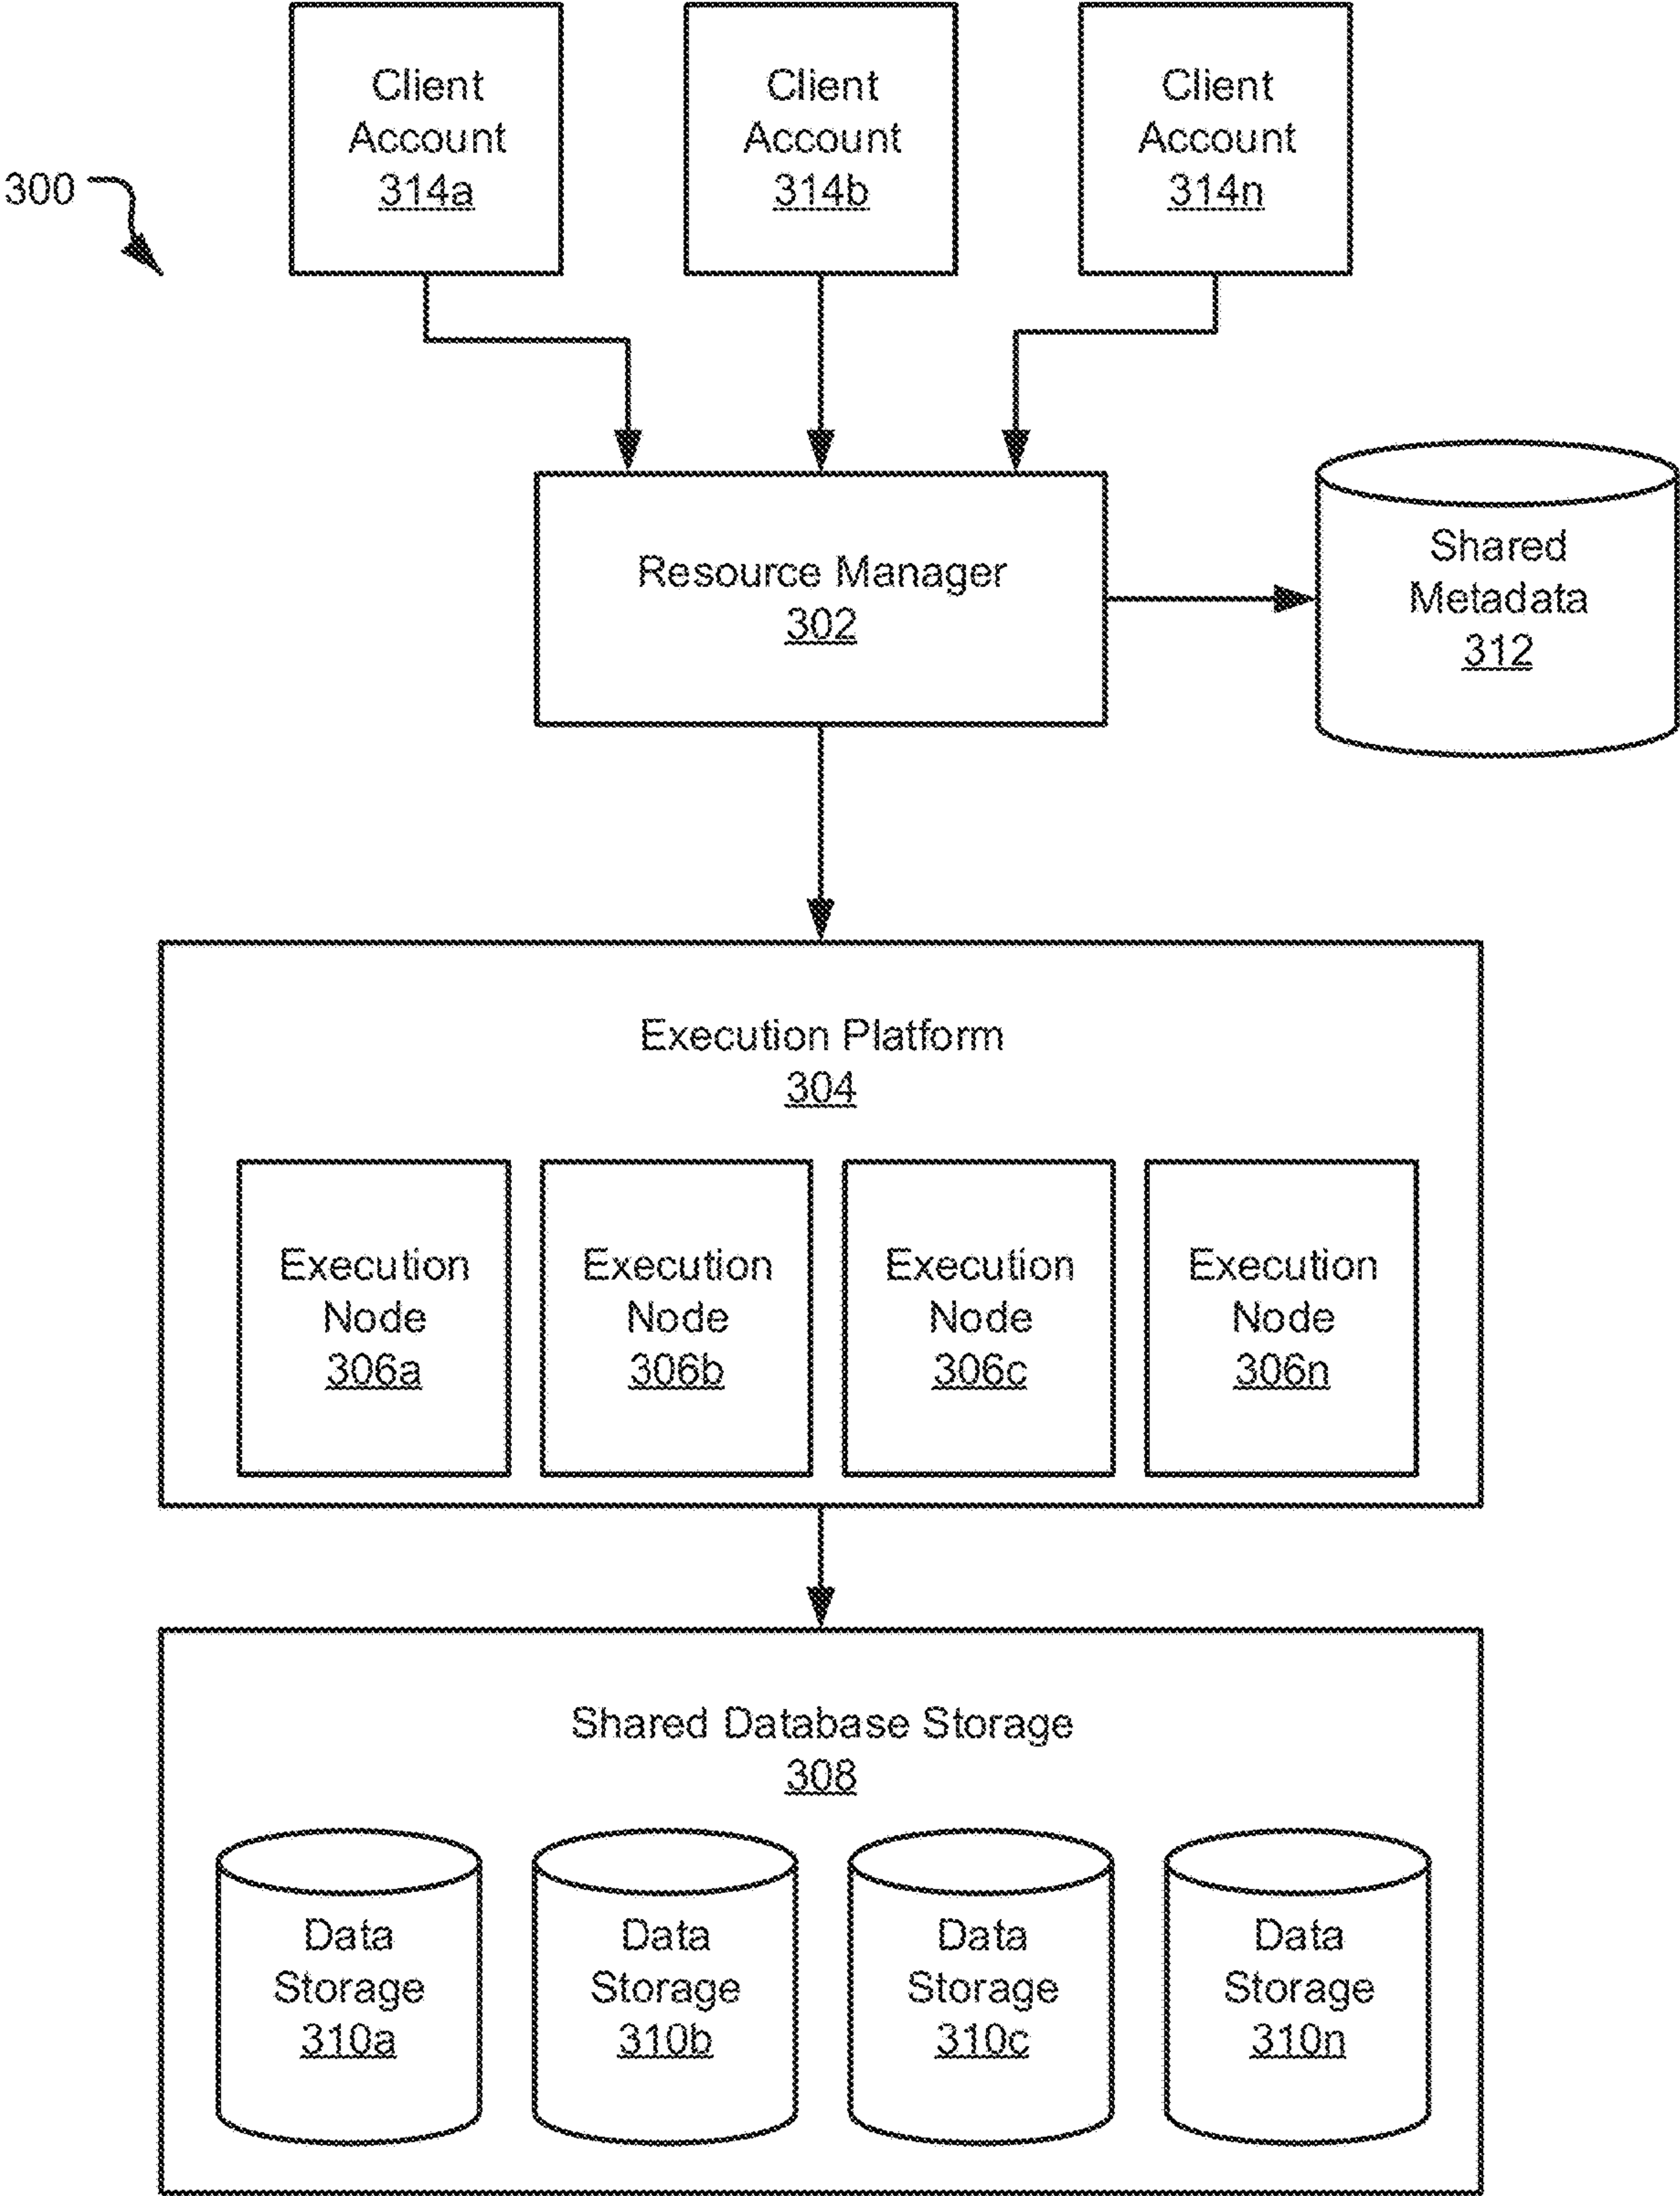 Client
Account
314a
Client
Account
314b
Client
Account
314n
300
Resource Manager
302
Shared
Metadata
312
Execution Platform
304
Execution
Node
306a
Execution
Node
306b
Execution
Node
306c
Execution
Node
306n
Shared Database Storage
308
Data
Storage
310a
Data
Storage
310b
Data
Storage
310c
Data
Storage
310n